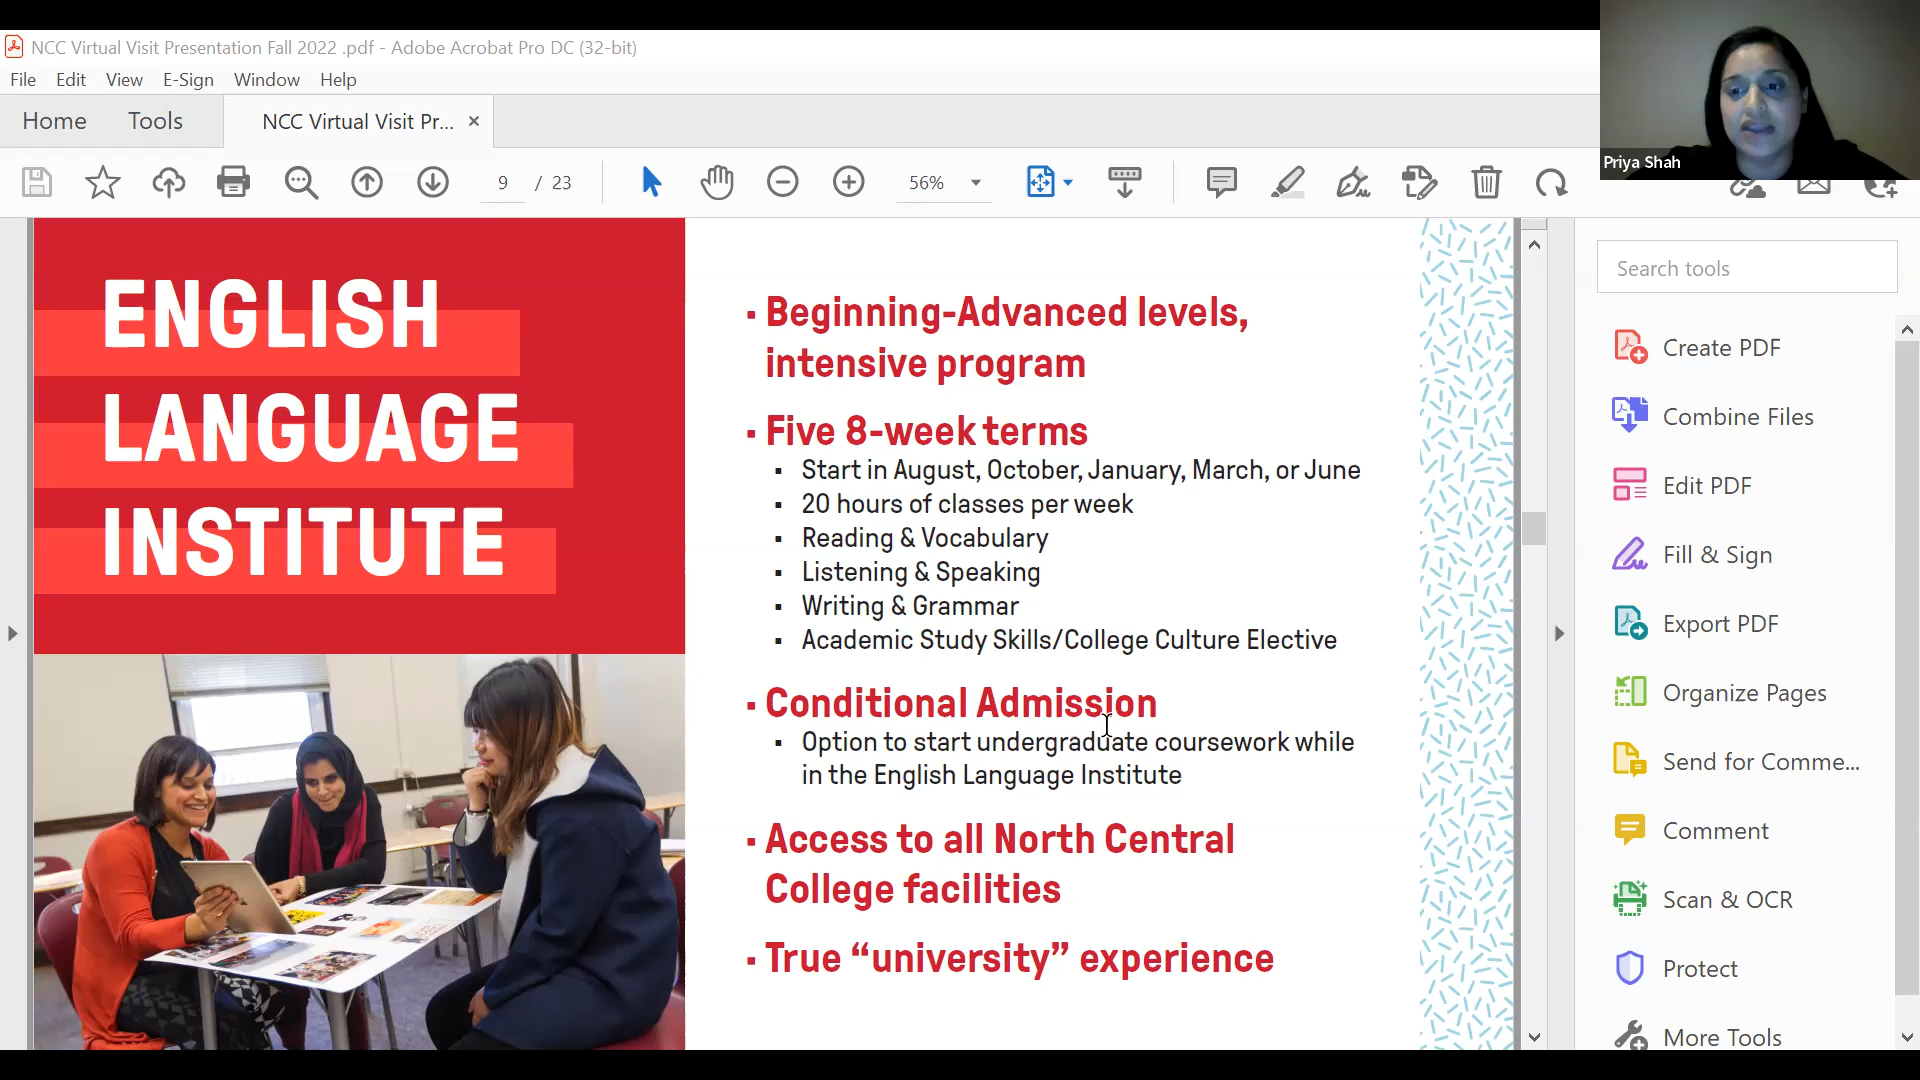 NCC Virtual Visit Presentation Fall 2022 .pdf - Adobe Acrobat Pro DC (32-bit)
File Edit View E-Sign Window Help
Home Tools NCC Virtual Visit Pr... ×
9 / 23 56%
Priya Shah
ENGLISH
LANGUAGE
INSTITUTE
▪ Beginning-Advanced levels,
intensive program
▪ Five 8-week terms
▪ Start in August, October, January, March, or June
▪ 20 hours of classes per week
▪ Reading & Vocabulary
▪ Listening & Speaking
▪ Writing & Grammar
▪ Academic Study Skills/College Culture Elective
▪ Conditional Admission
▪ Option to start undergraduate coursework while
in the English Language Institute
▪ Access to all North Central
College facilities
▪ True “university” experience
Search tools
Create PDF
Combine Files
Edit PDF
Fill & Sign
Export PDF
Organize Pages
Send for Comme...
Comment
Scan & OCR
Protect
More Tools